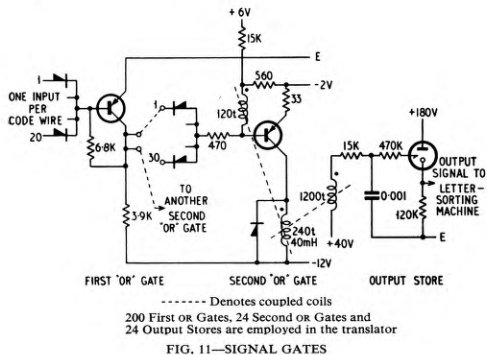 +6V
15K
E
560
-2V
33
1
ONE INPUT
PER
CODE WIRE
20
6·8K
1
120t
470
30
TO
ANOTHER
SECOND
"OR" GATE
3·9K
240t
40mH
-12V
+180V
15K
470K
1200t
0·001
+40V
OUTPUT
SIGNAL TO
LETTER-
SORTING
MACHINE
120K
E
FIRST "OR" GATE
SECOND "OR" GATE
OUTPUT STORE
------- Denotes coupled coils
200 First OR Gates, 24 Second OR Gates and
24 Output Stores are employed in the translator
FIG. 11—SIGNAL GATES